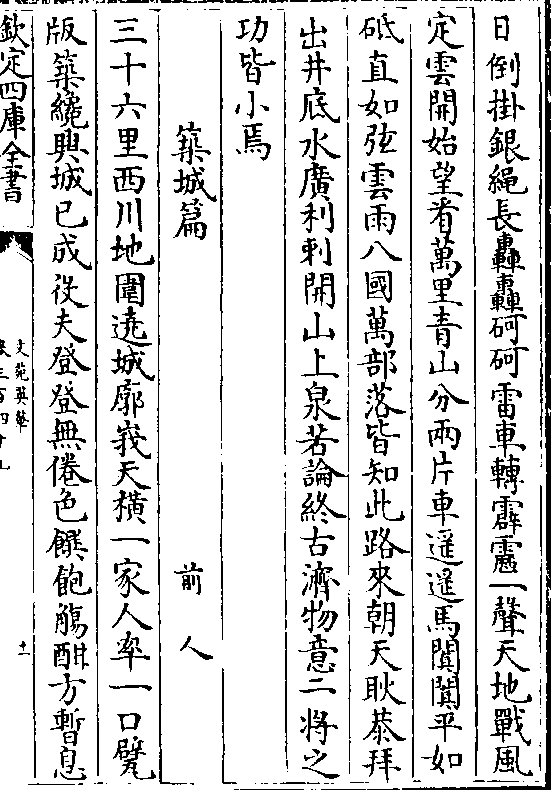 日倒掛銀繩長轟轟砢砢雷車轉霹靂一聲天地戰風
定雲開始望看萬里青山分兩片車遥遥馬闐闐平如
砥直如弦雲雨八國萬部落皆知此路來朝天耿恭拜
出井底水廣利刺開山上泉若論終古濟物意二將之
功皆小焉
築城篇 前人
三十六里西川地圍遶城廓峩天横一家人率一口甓
版築纔興城已成役夫登登無倦色饌飽觴酣方暫息
欽定四庫全書
文苑英華
卷三百四十九
十一